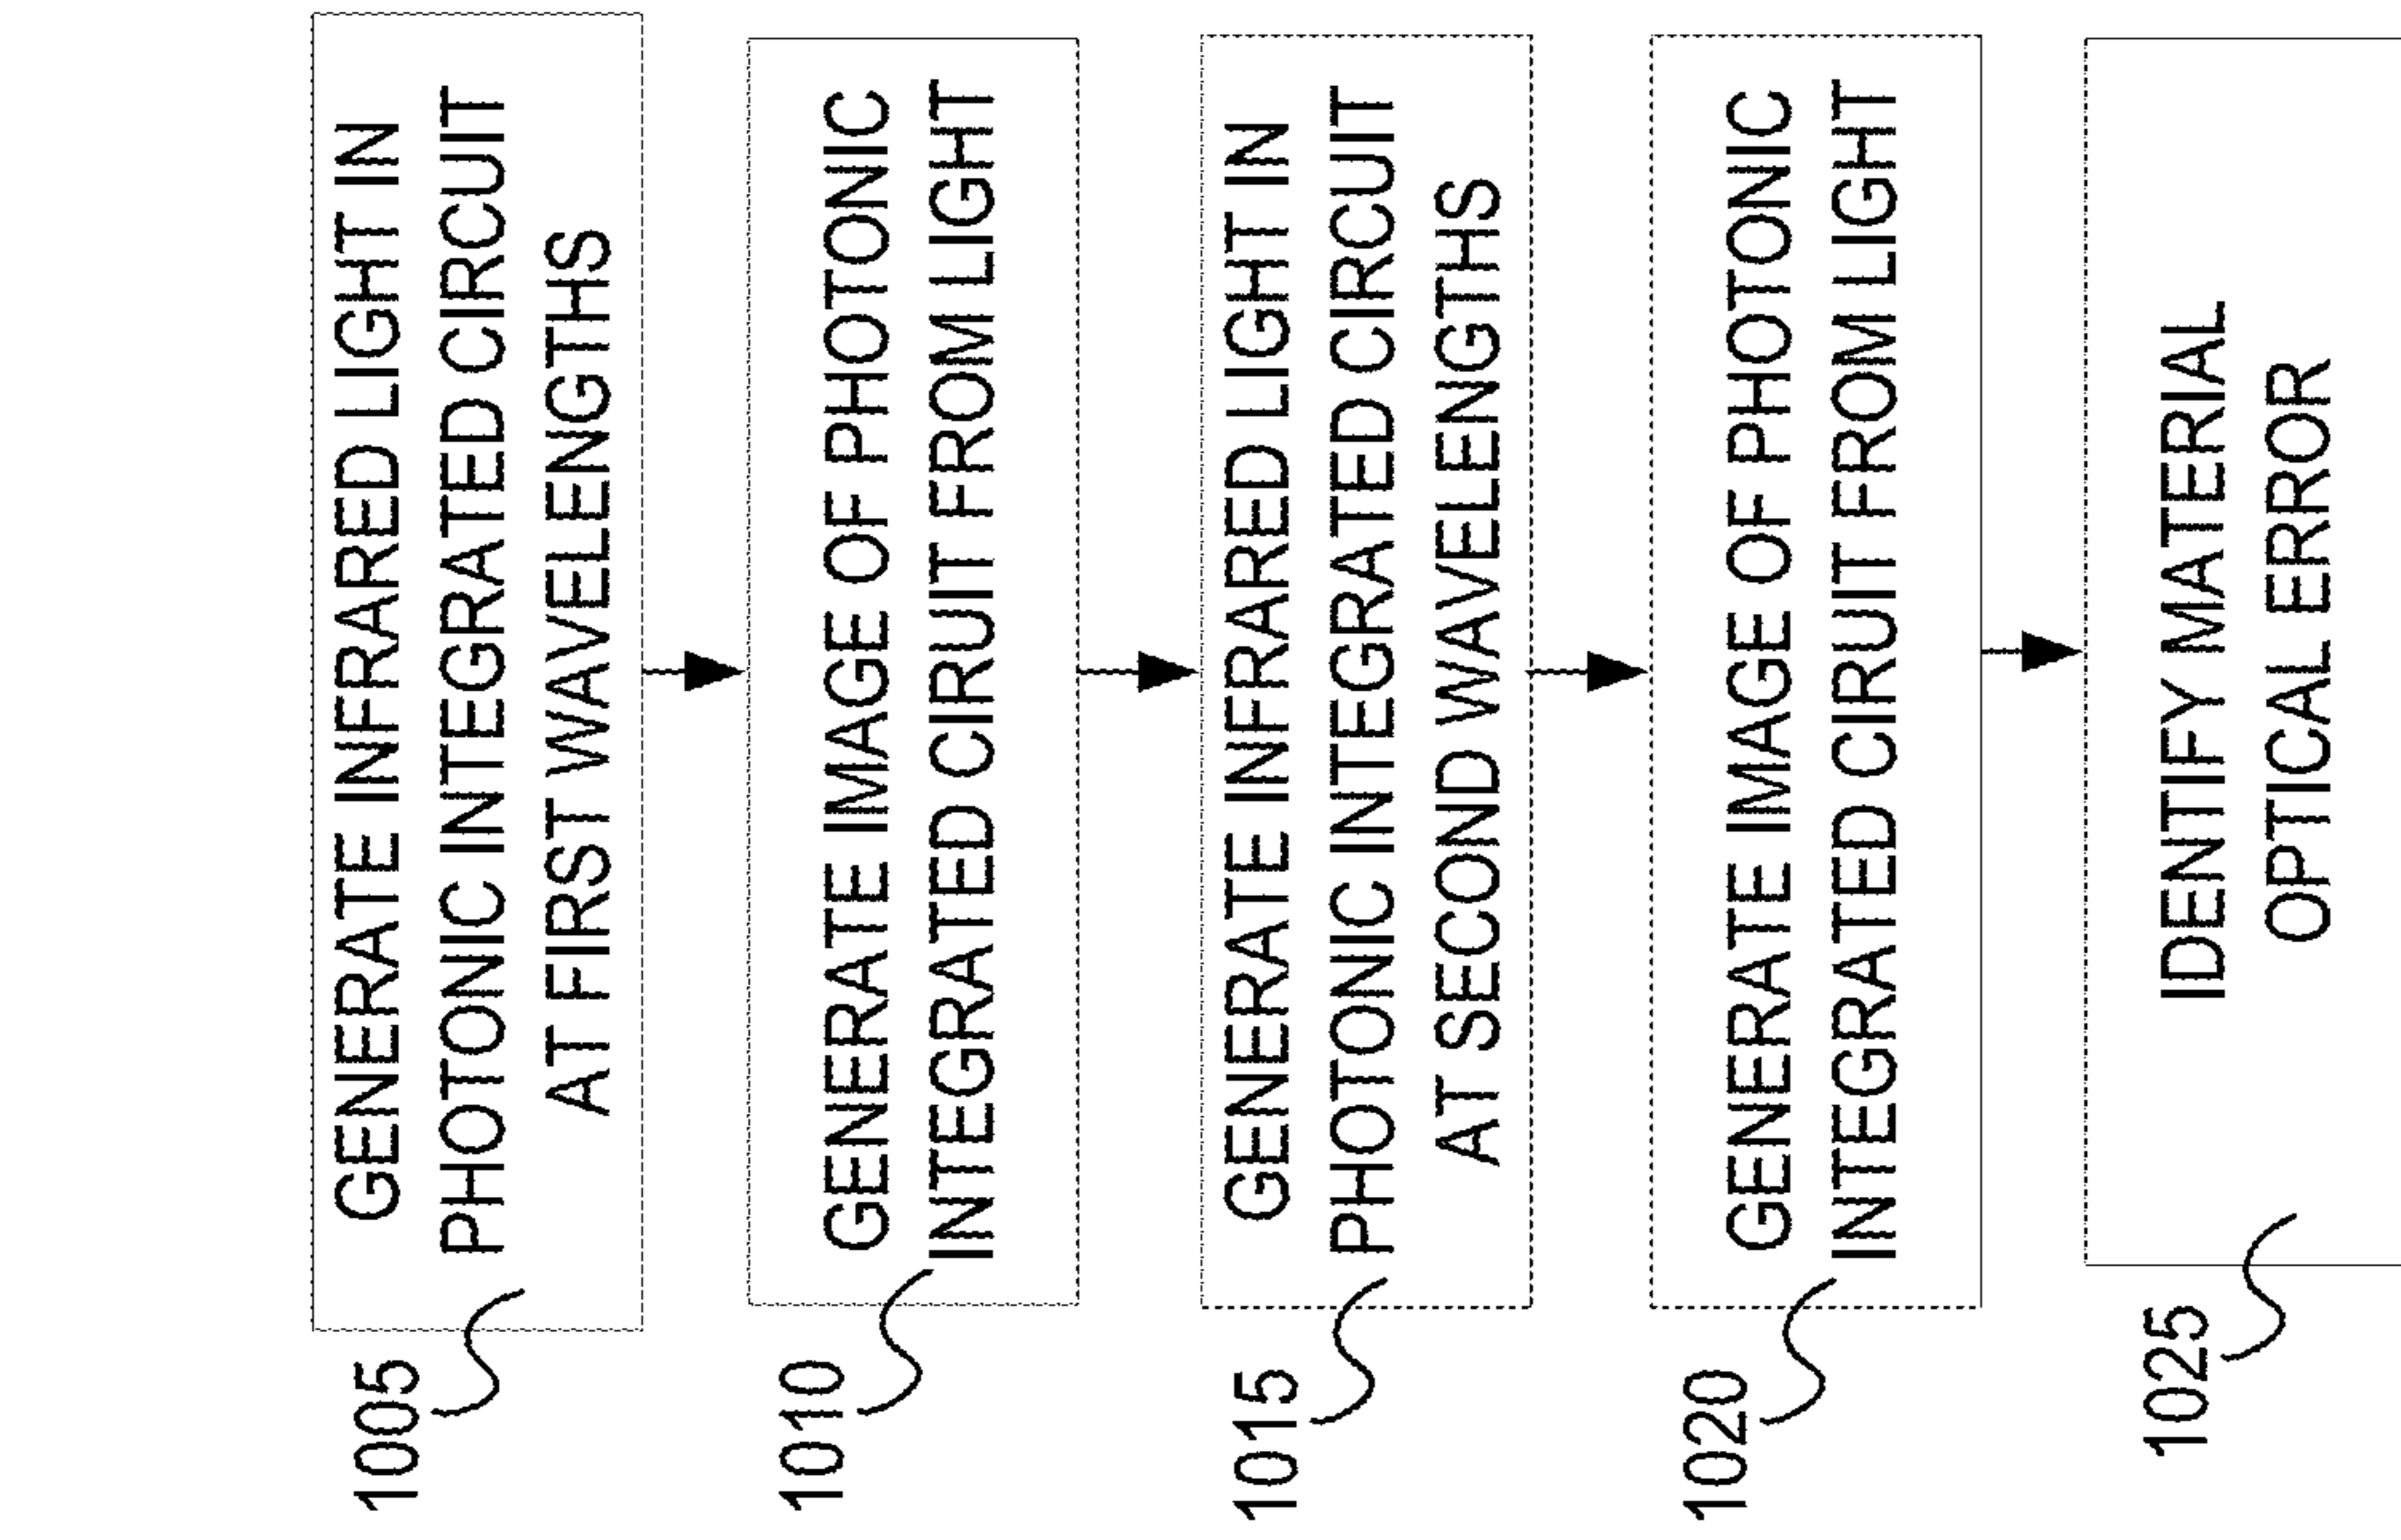 1005
GENERATE INFRARED LIGHT IN
PHOTONIC INTEGRATED CIRCUIT
AT FIRST WAVELENGTHS
1010
GENERATE IMAGE OF PHOTONIC
INTEGRATED CIRUIT FROM LIGHT
1015
GENERATE INFRARED LIGHT IN
PHOTONIC INTEGRATED CIRCUIT
AT SECOND WAVELENGTHS
1020
GENERATE IMAGE OF PHOTONIC
INTEGRATED CIRUIT FROM LIGHT
1025
IDENTIFY MATERIAL
OPTICAL ERROR